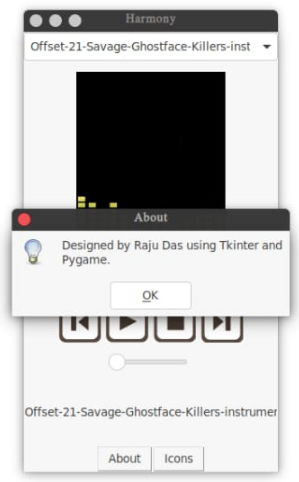 Harmony
Offset-21-Savage-Ghostface-Killers-inst
About
Designed by Raju Das using Tkinter and
Pygame.
OK
Offset-21-Savage-Ghostface-Killers-instrumer
About
Icons